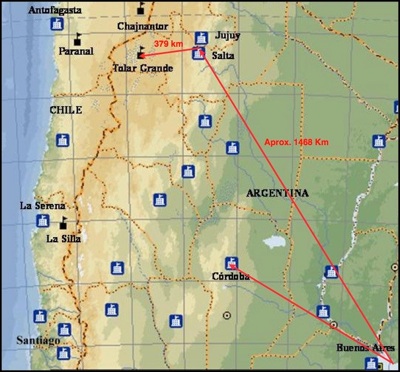 Antofagasta
Chajnantor
Paranal
Jujuy
379 km
Salta
Tolar Grande
CHILE
Aprox. 1468 Km
ARGENTINA
La Serena
La Silla
Córdoba
Santiago
Buenos Aires